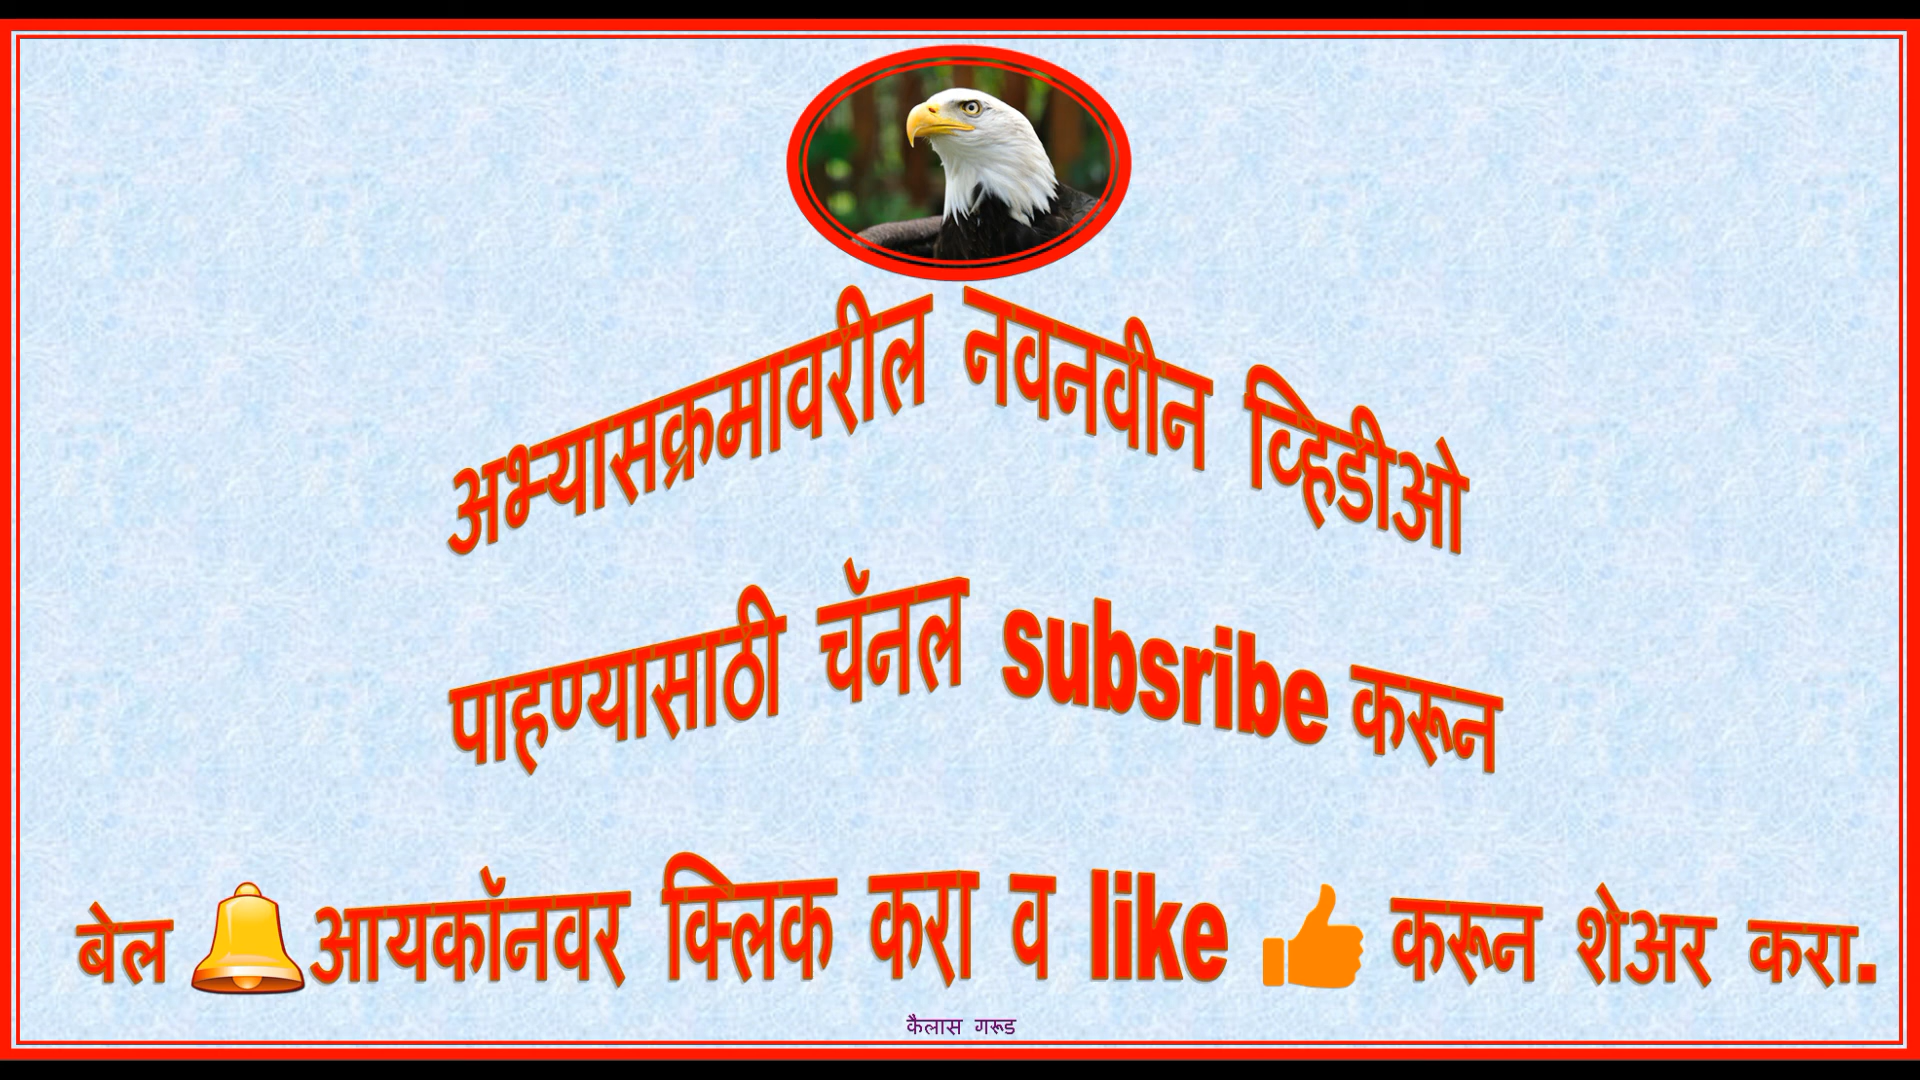 अभ्यासक्रमावरील नवनवीन व्हिडीओ
पाहण्यासाठी चॅनल subsribe करून
बेल आयकॉनवर क्लिक करा व like करून शेअर करा.
कैलास गरूड